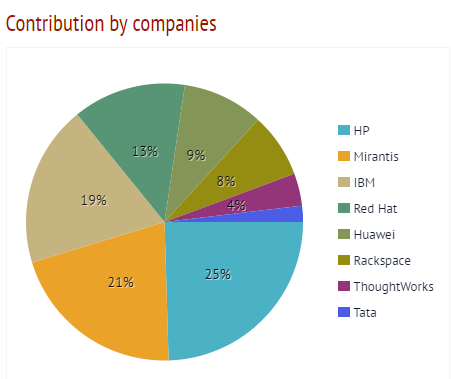 Contribution by companies
13%
9%
8%
4%
19%
21%
25%
HP
Mirantis
IBM
Red Hat
Huawei
Rackspace
ThoughtWorks
Tata